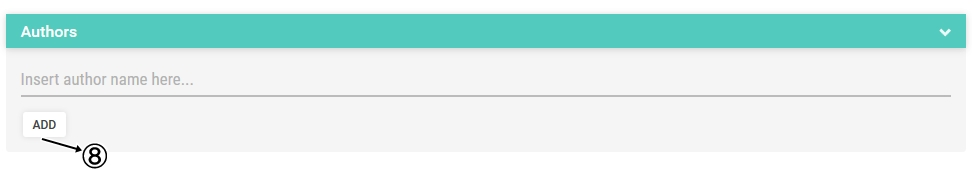 Authors
Insert author name here...
ADD
⑧